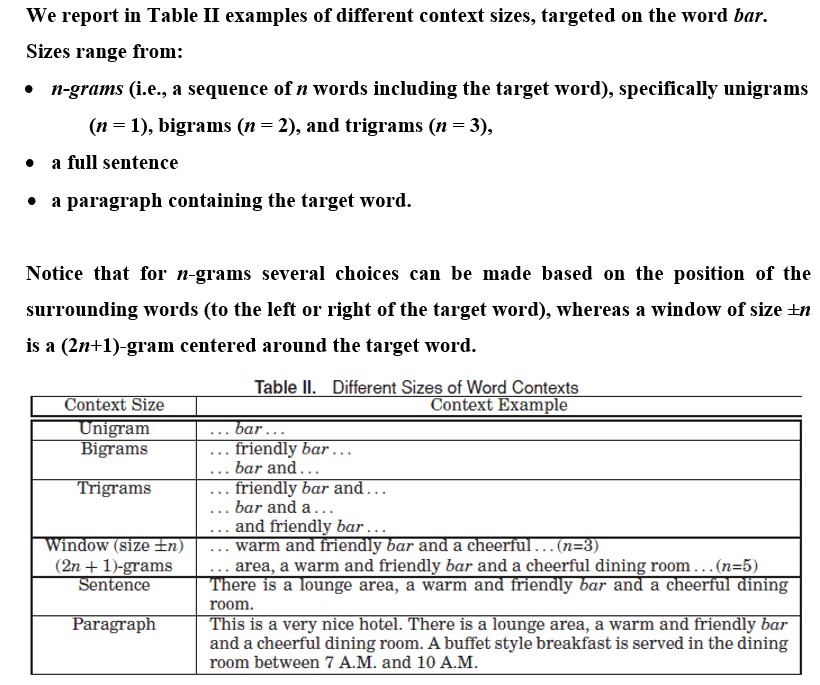 We report in Table II examples of different context sizes, targeted on the word bar.
Sizes range from:
• n-grams (i.e., a sequence of n words including the target word), specifically unigrams
(n = 1), bigrams (n = 2), and trigrams (n = 3),
• a full sentence
• a paragraph containing the target word.
Notice that for n-grams several choices can be made based on the position of the
surrounding words (to the left or right of the target word), whereas a window of size ±n
is a (2n+1)-gram centered around the target word.
Table II. Different Sizes of Word Contexts
Context Size Context Example
Unigram ... bar ...
Bigrams ... friendly bar ...
... bar and ...
Trigrams ... friendly bar and ...
... bar and a ...
... and friendly bar ...
Window (size ±n) ... warm and friendly bar and a cheerful ... (n=3)
(2n + 1)-grams ... area, a warm and friendly bar and a cheerful dining room ... (n=5)
Sentence There is a lounge area, a warm and friendly bar and a cheerful dining
room.
Paragraph This is a very nice hotel. There is a lounge area, a warm and friendly bar
and a cheerful dining room. A buffet style breakfast is served in the dining
room between 7 A.M. and 10 A.M.